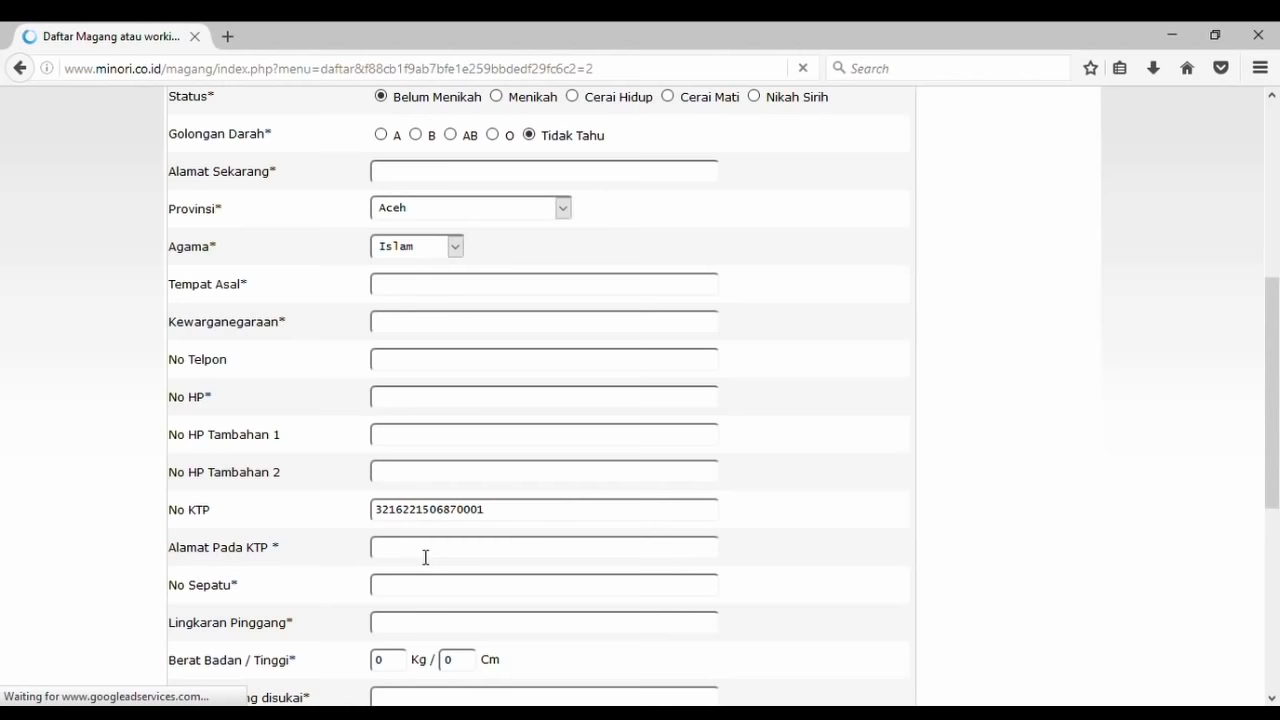 Daftar Magang atau worki...
www.minori.co.id/magang/index.php?menu=daftar&f88cb1f9ab7bfe1e259bbdedf29fc6c2=2
Search
Status* Belum Menikah Menikah Cerai Hidup Cerai Mati Nikah Sirih
Golongan Darah* A B AB O Tidak Tahu
Alamat Sekarang*
Provinsi* Aceh
Agama* Islam
Tempat Asal*
Kewarganegaraan*
No Telpon
No HP*
No HP Tambahan 1
No HP Tambahan 2
No KTP 3216221506870001
Alamat Pada KTP *
No Sepatu*
Lingkaran Pinggang*
Berat Badan / Tinggi* 0 Kg / 0 Cm
Waiting for www.googleadservices.com... disukai*